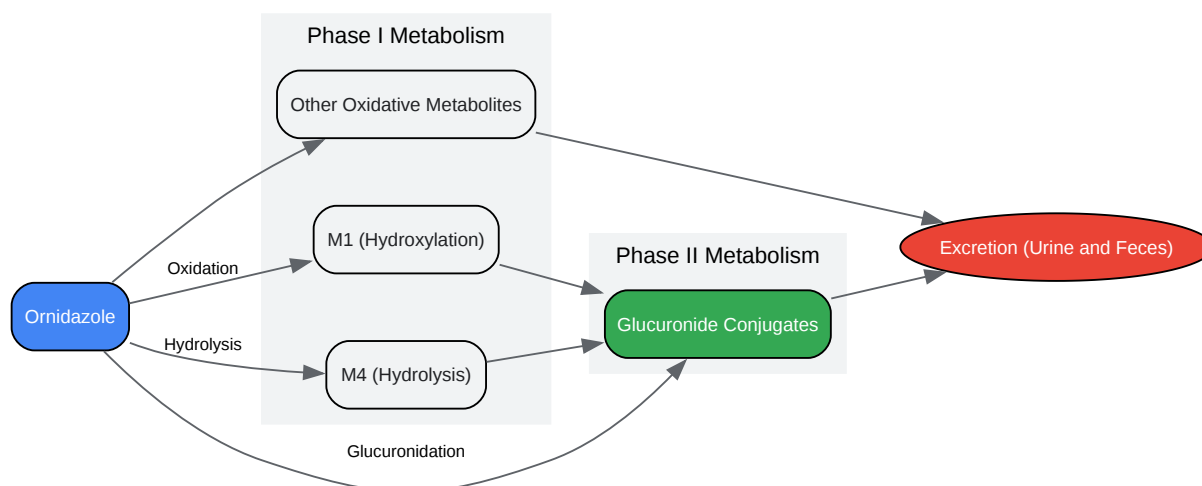 Phase I Metabolism
Other Oxidative Metabolites
M1 (Hydroxylation)
Oxidation
Ornidazole
Hydrolysis
M4 (Hydrolysis)
Glucuronidation
Phase II Metabolism
Glucuronide Conjugates
Excretion (Urine and Feces)